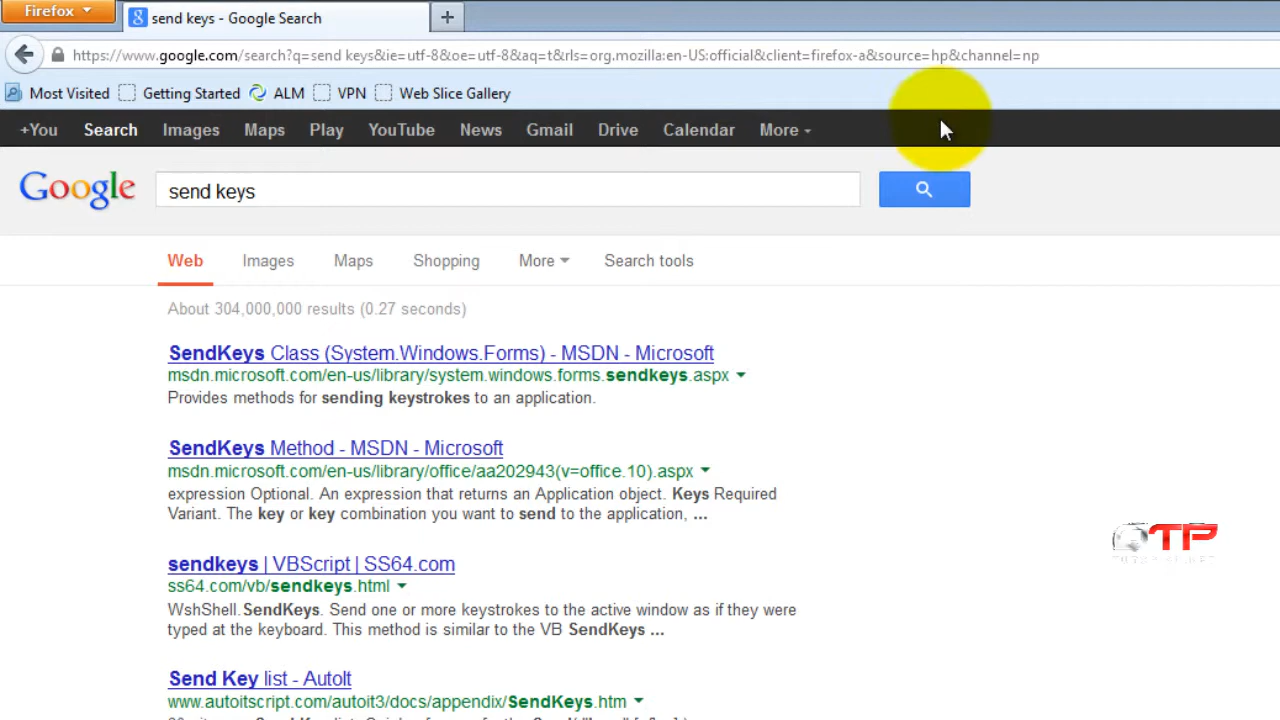 Firefox
send keys - Google Search
https://www.google.com/search?q=send keys&ie=utf-8&oe=utf-8&aq=t&rls=org.mozilla:en-US:official&client=firefox-a&source=hp&channel=np
Most Visited Getting Started ALM VPN Web Slice Gallery
+You Search Images Maps Play YouTube News Gmail Drive Calendar More
Google send keys
Web Images Maps Shopping More Search tools
About 304,000,000 results (0.27 seconds)
SendKeys Class (System.Windows.Forms) - MSDN - Microsoft
msdn.microsoft.com/en-us/library/system.windows.forms.sendkeys.aspx
Provides methods for sending keystrokes to an application.
SendKeys Method - MSDN - Microsoft
msdn.microsoft.com/en-us/library/office/aa202943(v=office.10).aspx
expression Optional. An expression that returns an Application object. Keys Required
Variant. The key or key combination you want to send to the application, ...
sendkeys | VBScript | SS64.com
ss64.com/vb/sendkeys.html
WshShell.SendKeys. Send one or more keystrokes to the active window as if they were
typed at the keyboard. This method is similar to the VB SendKeys ...
Send Key list - AutoIt
www.autoitscript.com/autoit3/docs/appendix/SendKeys.htm
TP